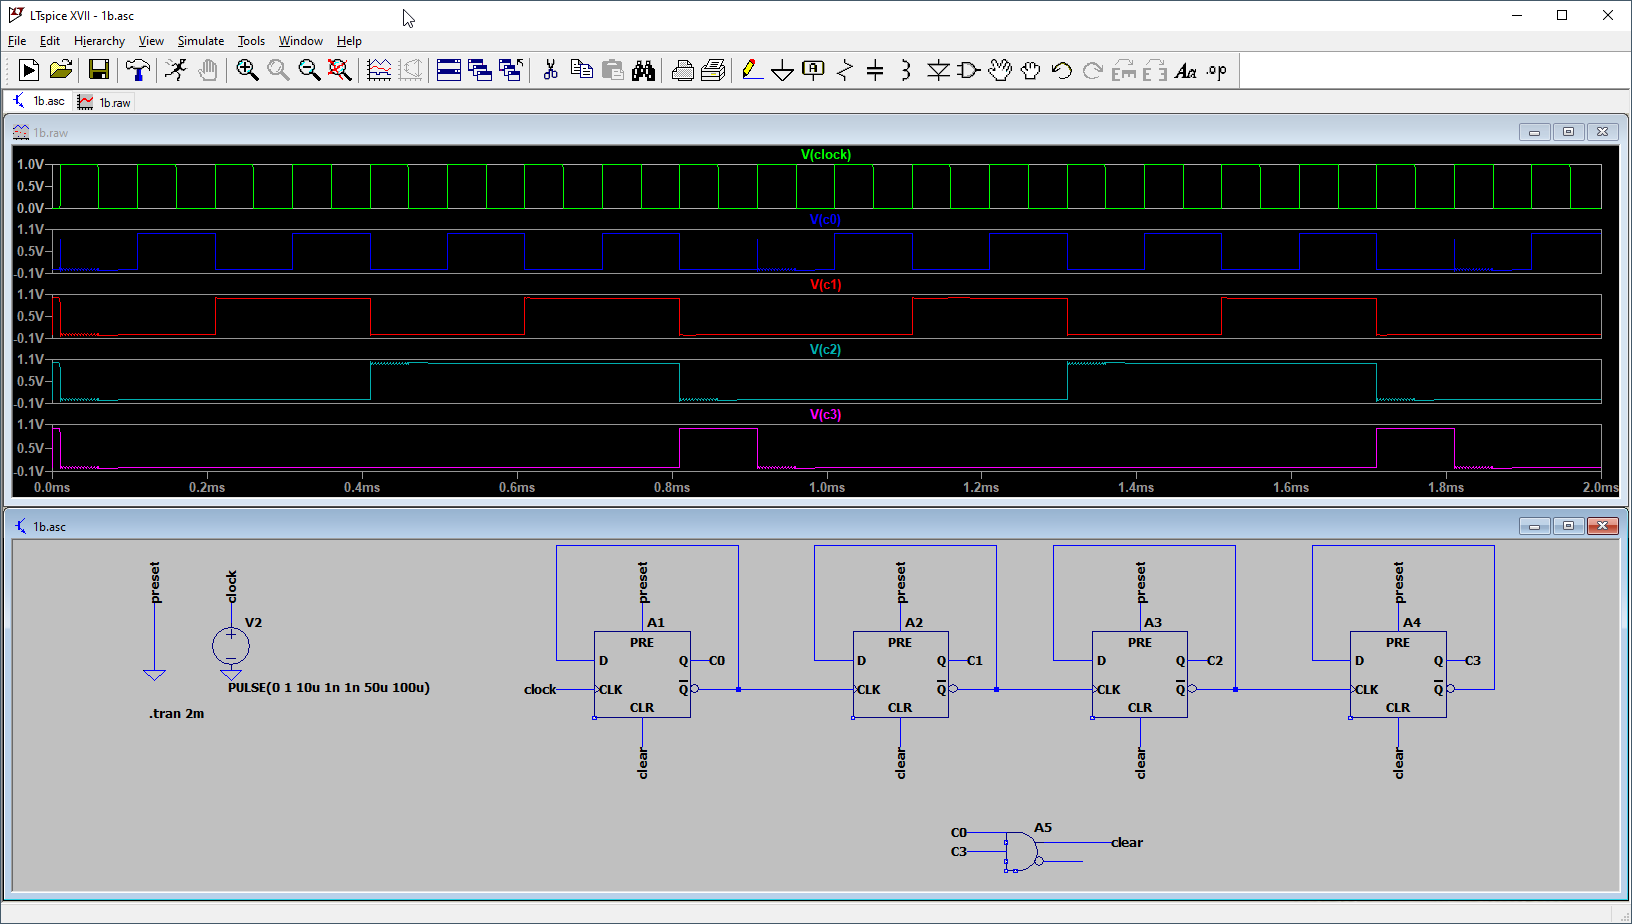 LTspice XVII - 1b.asc
File Edit Hierarchy View Simulate Tools Window Help
A Aa .op
1b.asc 1b.raw
1b.raw
V(clock)
1.0V
0.5V
0.0V
V(c0)
1.1V
0.5V
-0.1V
V(c1)
1.1V
0.5V
-0.1V
V(c2)
1.1V
0.5V
-0.1V
V(c3)
1.1V
0.5V
-0.1V
0.0ms 0.2ms 0.4ms 0.6ms 0.8ms 1.0ms 1.2ms 1.4ms 1.6ms 1.8ms 2.0ms
1b.asc
preset clock preset preset preset preset
V2 A1 A2 A3 A4
PRE PRE PRE PRE
D Q C0 D Q C1 D Q C2 D Q C3
PULSE(0 1 10u 1n 1n 50u 100u) clock CLK Q CLK Q CLK Q CLK Q
.tran 2m CLR CLR CLR CLR
clear clear clear clear
C0 A5
clear
C3